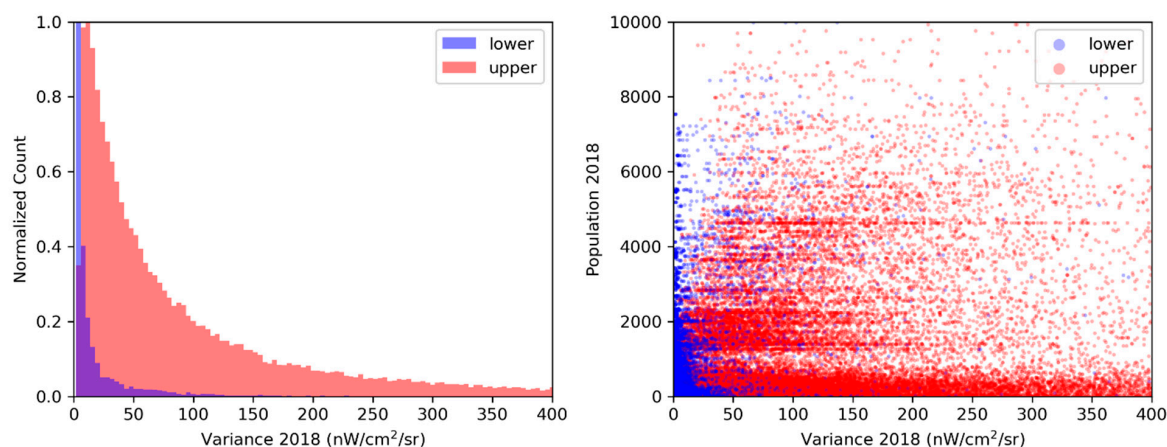 1.0
0.8
0.6
0.4
0.2
0.0
Normalized Count
lower
upper
0 50 100 150 200 250 300 350 400
Variance 2018 (nW/cm²/sr)
10000
8000
6000
4000
2000
0
Population 2018
lower
upper
0 50 100 150 200 250 300 350 400
Variance 2018 (nW/cm²/sr)